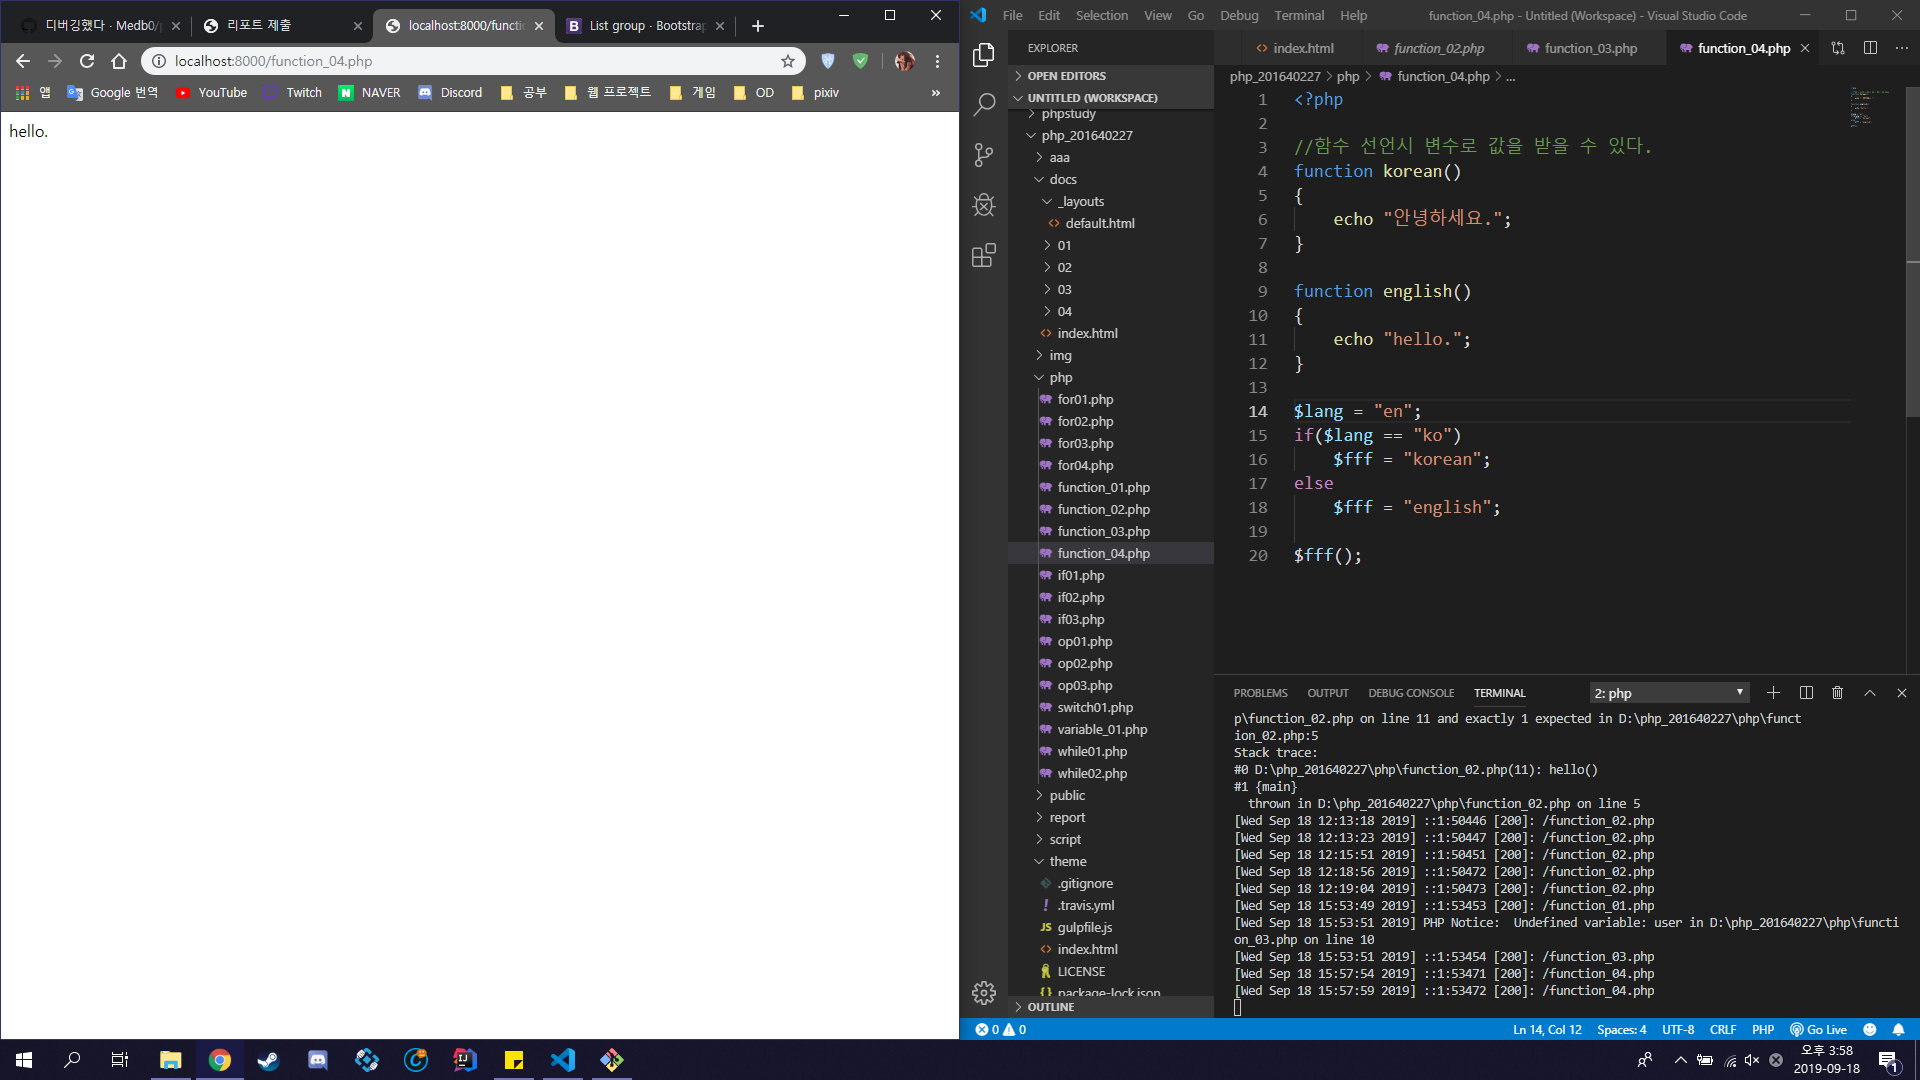 디버깅했다 · Medb0/p
리포트 제출
localhost:8000/functio
List group · Bootstrap
localhost:8000/function_04.php
앱
Google 번역
YouTube
Twitch
NAVER
Discord
공부
웹 프로젝트
게임
OD
pixiv
»
hello.
File Edit Selection View Go Debug Terminal Help
function_04.php - Untitled (Workspace) - Visual Studio Code
EXPLORER
OPEN EDITORS
UNTITLED (WORKSPACE)
phpstudy
php_201640227
aaa
docs
_layouts
default.html
01
02
03
04
index.html
img
php
for01.php
for02.php
for03.php
for04.php
function_01.php
function_02.php
function_03.php
function_04.php
if01.php
if02.php
if03.php
op01.php
op02.php
op03.php
switch01.php
variable_01.php
while01.php
while02.php
public
report
script
theme
.gitignore
.travis.yml
JS gulpfile.js
index.html
LICENSE
package-lock.json
OUTLINE
index.html
function_02.php
function_03.php
function_04.php
php_201640227 > php > function_04.php > ...
1 <?php
2
3 //함수 선언시 변수로 값을 받을 수 있다.
4 function korean()
5 {
6 echo "안녕하세요.";
7 }
8
9 function english()
10 {
11 echo "hello.";
12 }
13
14 $lang = "en";
15 if($lang == "ko")
16 $fff = "korean";
17 else
18 $fff = "english";
19
20 $fff();
PROBLEMS OUTPUT DEBUG CONSOLE TERMINAL
2: php
p\function_02.php on line 11 and exactly 1 expected in D:\php_201640227\php\funct
ion_02.php:5
Stack trace:
#0 D:\php_201640227\php\function_02.php(11): hello()
#1 {main}
thrown in D:\php_201640227\php\function_02.php on line 5
[Wed Sep 18 12:13:18 2019] ::1:50446 [200]: /function_02.php
[Wed Sep 18 12:13:23 2019] ::1:50447 [200]: /function_02.php
[Wed Sep 18 12:15:51 2019] ::1:50451 [200]: /function_02.php
[Wed Sep 18 12:18:56 2019] ::1:50472 [200]: /function_02.php
[Wed Sep 18 12:19:04 2019] ::1:50473 [200]: /function_02.php
[Wed Sep 18 15:53:49 2019] ::1:53453 [200]: /function_01.php
[Wed Sep 18 15:53:51 2019] PHP Notice:  Undefined variable: user in D:\php_201640227\php\functi
on_03.php on line 10
[Wed Sep 18 15:53:51 2019] ::1:53454 [200]: /function_03.php
[Wed Sep 18 15:57:54 2019] ::1:53471 [200]: /function_04.php
[Wed Sep 18 15:57:59 2019] ::1:53472 [200]: /function_04.php
0 0
Ln 14, Col 12 Spaces: 4 UTF-8 CRLF PHP Go Live
오후 3:58
2019-09-18
1